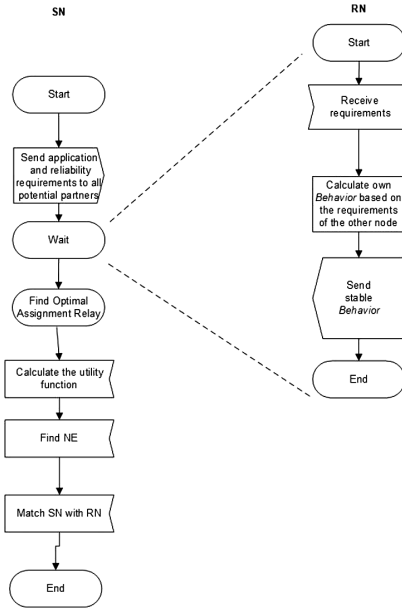 SN
Start
Send application
and reliability
requirements to all
potential partners
Wait
Find Optimal
Assignment Relay
Calculate the utility
function
Find NE
Match SN with RN
End
RN
Start
Receive
requirements
Calculate own
Behavior based on
the requirements
of the other node
Send
stable
Behavior
End